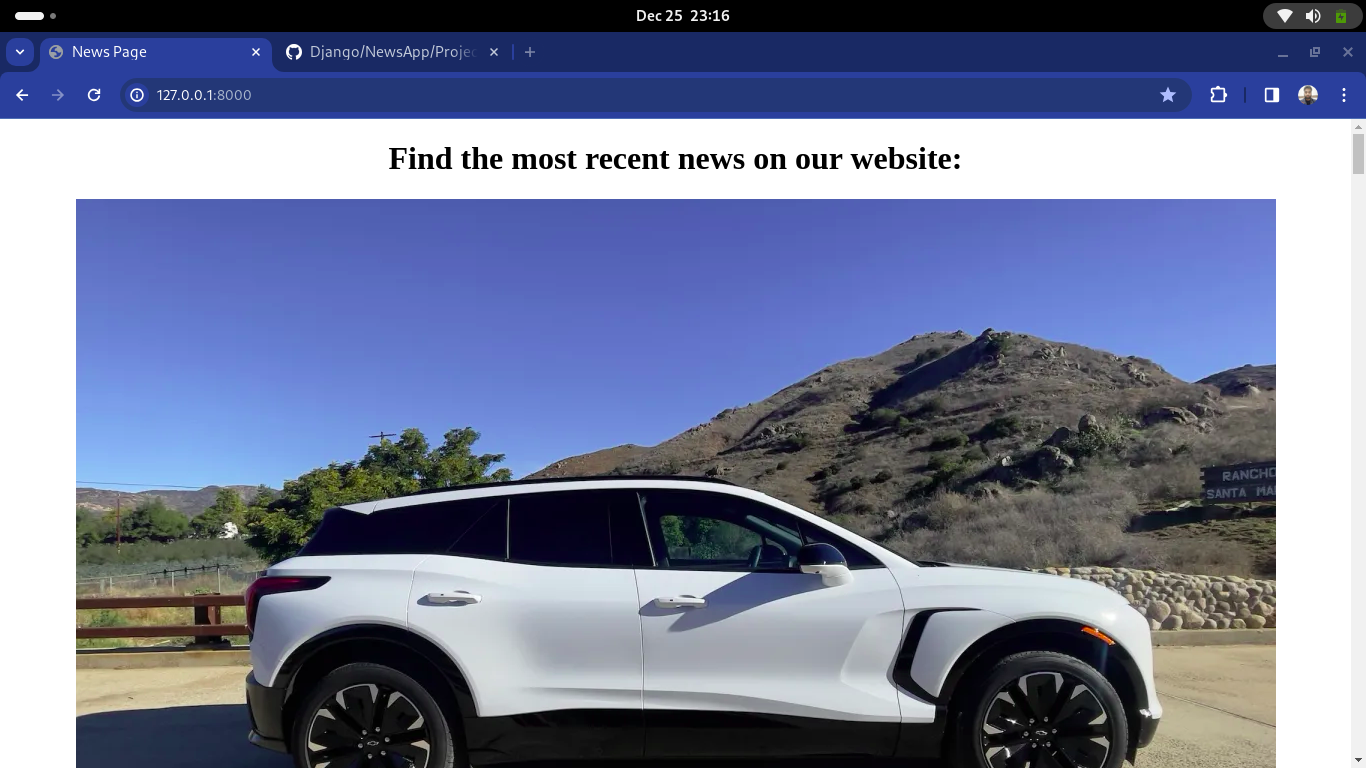 Dec 25 23:16
News Page
Django/NewsApp/Projec
127.0.0.1:8000
Find the most recent news on our website:
RANCHO
SANTA MA